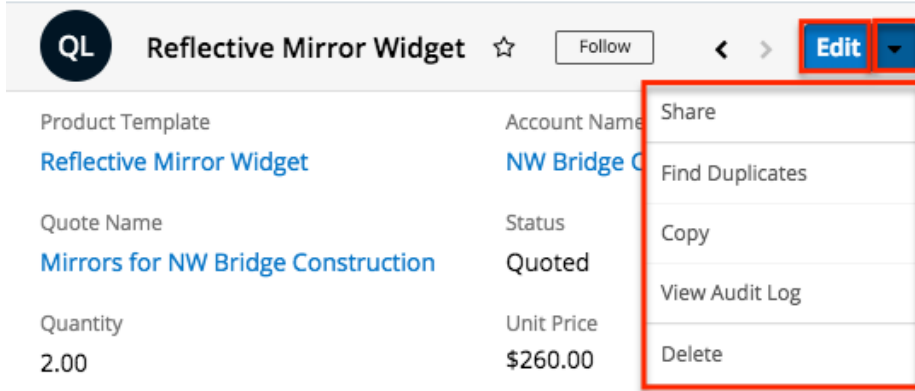 QL Reflective Mirror Widget Follow Edit
Share
Product Template Account Name
Reflective Mirror Widget NW Bridge
Find Duplicates
Quote Name Status
Copy
Mirrors for NW Bridge Construction Quoted
View Audit Log
Quantity Unit Price
2.00 $260.00
Delete